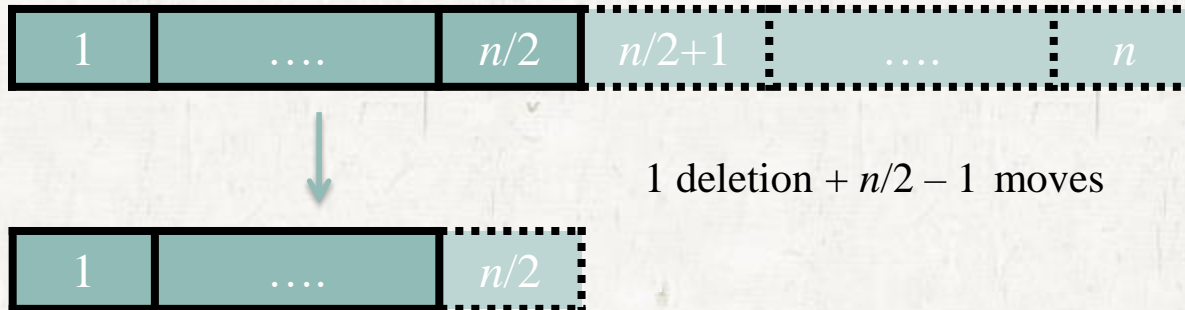 1 …. n/2 n/2+1 …. n
1 deletion + n/2 – 1 moves
1 …. n/2